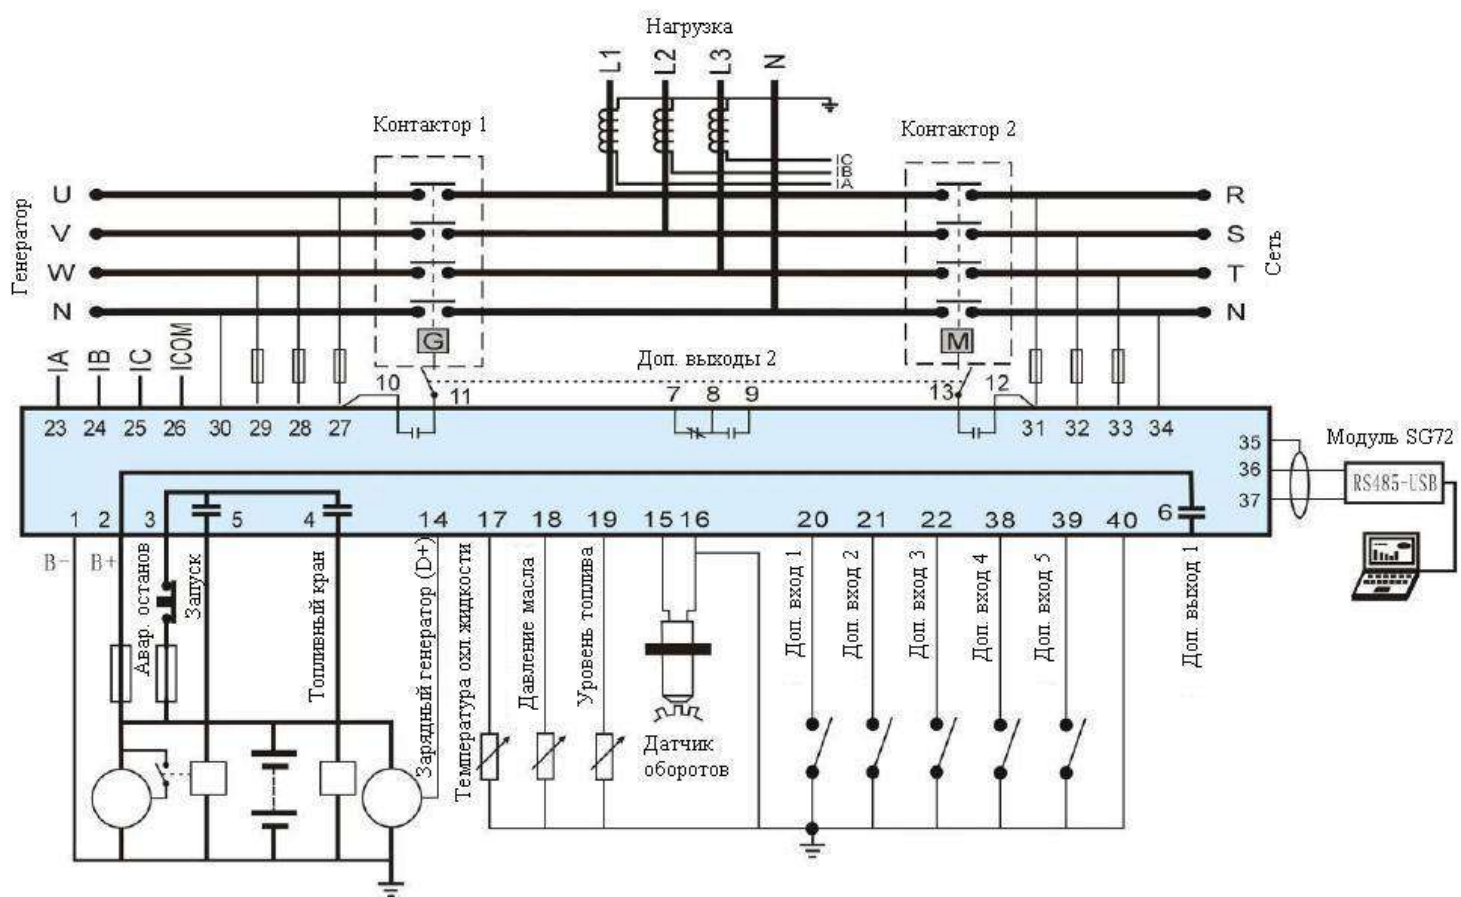 Нагрузка
L1 L2 L3 N
Контактор 1
Контактор 2
IC
IB
IA
Генератор
U
V
W
N
R
S
T
N
Сеть
G
M
IA IB IC ICOM
Доп. выходы 2
10 11 7 8 9 13 12
23 24 25 26 30 29 28 27 31 32 33 34
35
36
37
Модуль SG72
RS485-USB
1 2 3 5 4 14 17 18 19 15 16 20 21 22 38 39 40 6
B- B+
Авар. останов
Запуск
Топливный кран
Зарядный генератор (D+)
Температура охл. жидкости
Давление масла
Уровень топлива
Датчик
оборотов
Доп. вход 1
Доп. вход 2
Доп. вход 3
Доп. вход 4
Доп. вход 5
Доп. выход 1